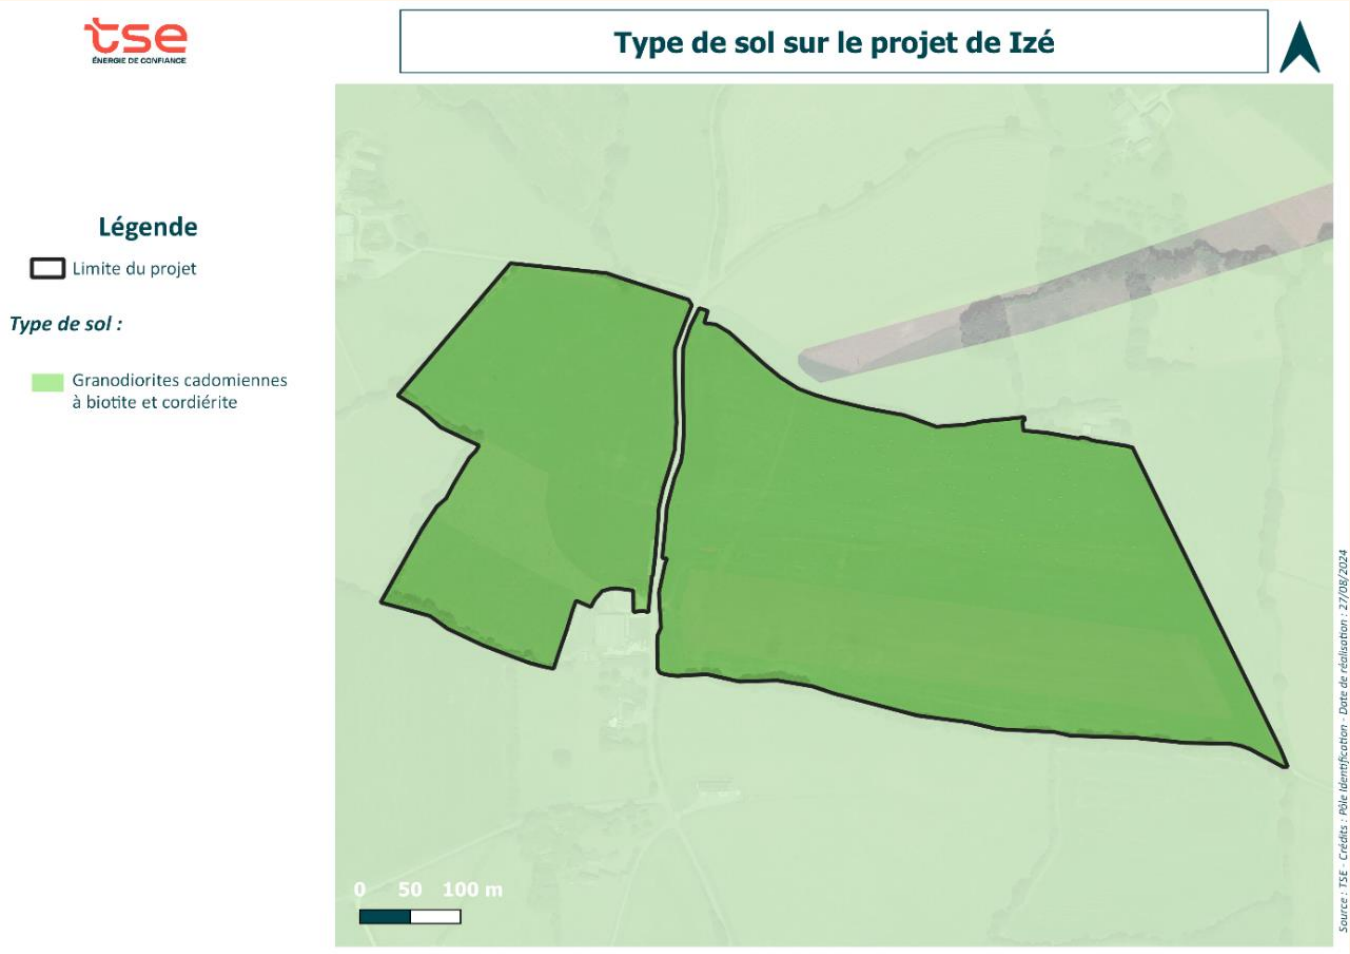 tse
ÉNERGIE DE CONFIANCE
Type de sol sur le projet de Izé
Légende
Limite du projet
Type de sol :
Granodiorites cadomiennes
à biotite et cordiérite
0 50 100 m
Source : TSE - Crédits : Pôle Identification - Date de réalisation : 27/08/2024